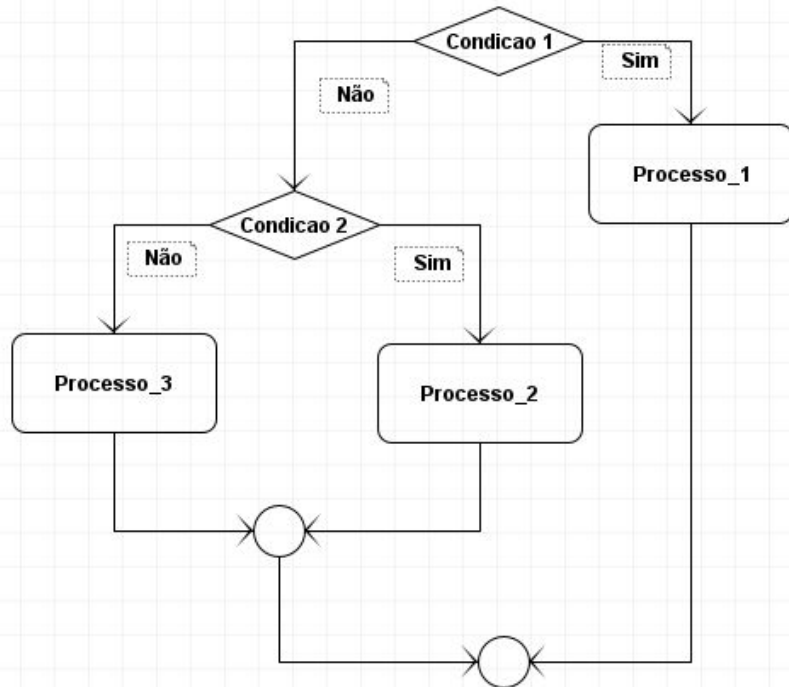 Condicao 1
Sim
Não
Processo_1
Condicao 2
Não
Sim
Processo_3
Processo_2